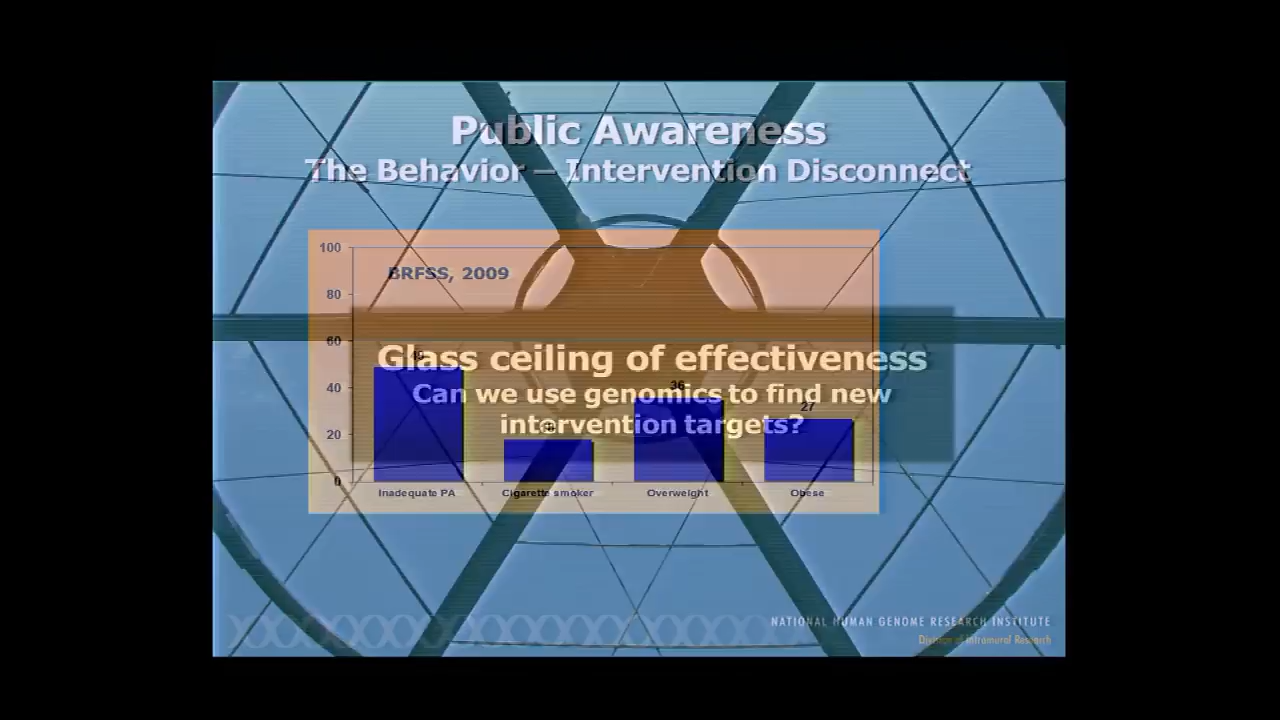 Public Awareness
The Behavior – Intervention Disconnect
100
BRFSS, 2009
80
60
Glass ceiling of effectiveness
40
36
Can we use genomics to find new
27
intervention targets?
20
0
Inadequate PA
Cigarette smoker
Overweight
Obese
NATIONAL HUMAN GENOME RESEARCH INSTITUTE
Division of Intramural Research